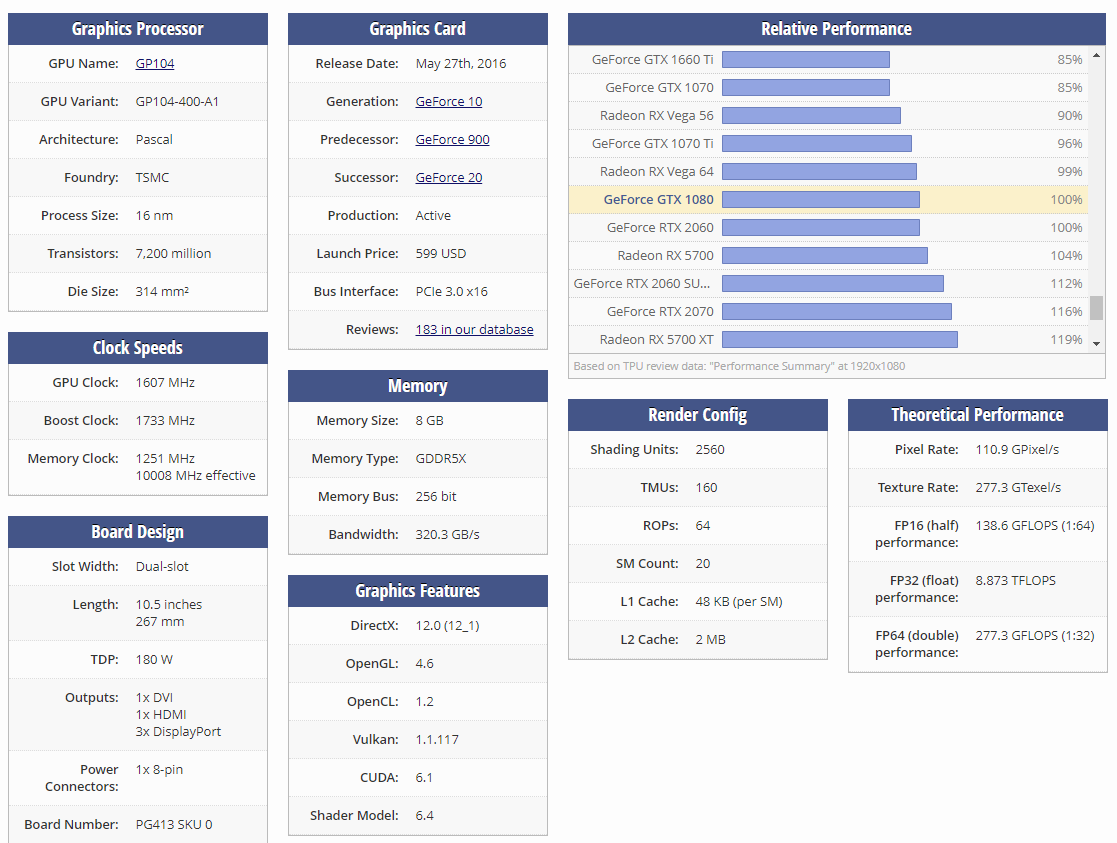 Graphics Processor
GPU Name: GP104
GPU Variant: GP104-400-A1
Architecture: Pascal
Foundry: TSMC
Process Size: 16 nm
Transistors: 7,200 million
Die Size: 314 mm²
Clock Speeds
GPU Clock: 1607 MHz
Boost Clock: 1733 MHz
Memory Clock: 1251 MHz
10008 MHz effective
Board Design
Slot Width: Dual-slot
Length: 10.5 inches
267 mm
TDP: 180 W
Outputs: 1x DVI
1x HDMI
3x DisplayPort
Power 1x 8-pin
Connectors:
Board Number: PG413 SKU 0
Graphics Card
Release Date: May 27th, 2016
Generation: GeForce 10
Predecessor: GeForce 900
Successor: GeForce 20
Production: Active
Launch Price: 599 USD
Bus Interface: PCIe 3.0 x16
Reviews: 183 in our database
Memory
Memory Size: 8 GB
Memory Type: GDDR5X
Memory Bus: 256 bit
Bandwidth: 320.3 GB/s
Graphics Features
DirectX: 12.0 (12_1)
OpenGL: 4.6
OpenCL: 1.2
Vulkan: 1.1.117
CUDA: 6.1
Shader Model: 6.4
Relative Performance
GeForce GTX 1660 Ti 85%
GeForce GTX 1070 85%
Radeon RX Vega 56 90%
GeForce GTX 1070 Ti 96%
Radeon RX Vega 64 99%
GeForce GTX 1080 100%
GeForce RTX 2060 100%
Radeon RX 5700 104%
GeForce RTX 2060 SU... 112%
GeForce RTX 2070 116%
Radeon RX 5700 XT 119%
Based on TPU review data: "Performance Summary" at 1920x1080
Render Config
Shading Units: 2560
TMUs: 160
ROPs: 64
SM Count: 20
L1 Cache: 48 KB (per SM)
L2 Cache: 2 MB
Theoretical Performance
Pixel Rate: 110.9 GPixel/s
Texture Rate: 277.3 GTexel/s
FP16 (half) 138.6 GFLOPS (1:64)
performance:
FP32 (float) 8.873 TFLOPS
performance:
FP64 (double) 277.3 GFLOPS (1:32)
performance: